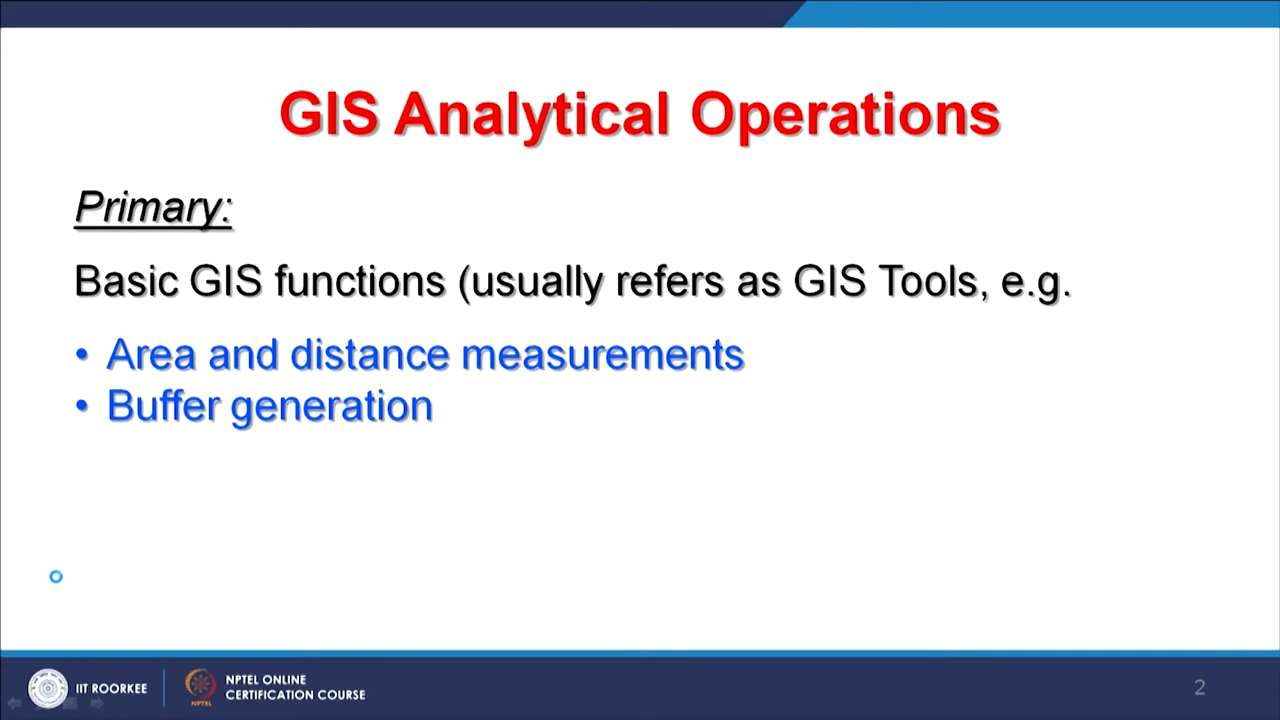 GIS Analytical Operations
Primary:
Basic GIS functions (usually refers as GIS Tools, e.g.
• Area and distance measurements
• Buffer generation
IIT ROORKEE
NPTEL
NPTEL ONLINE
CERTIFICATION COURSE
2